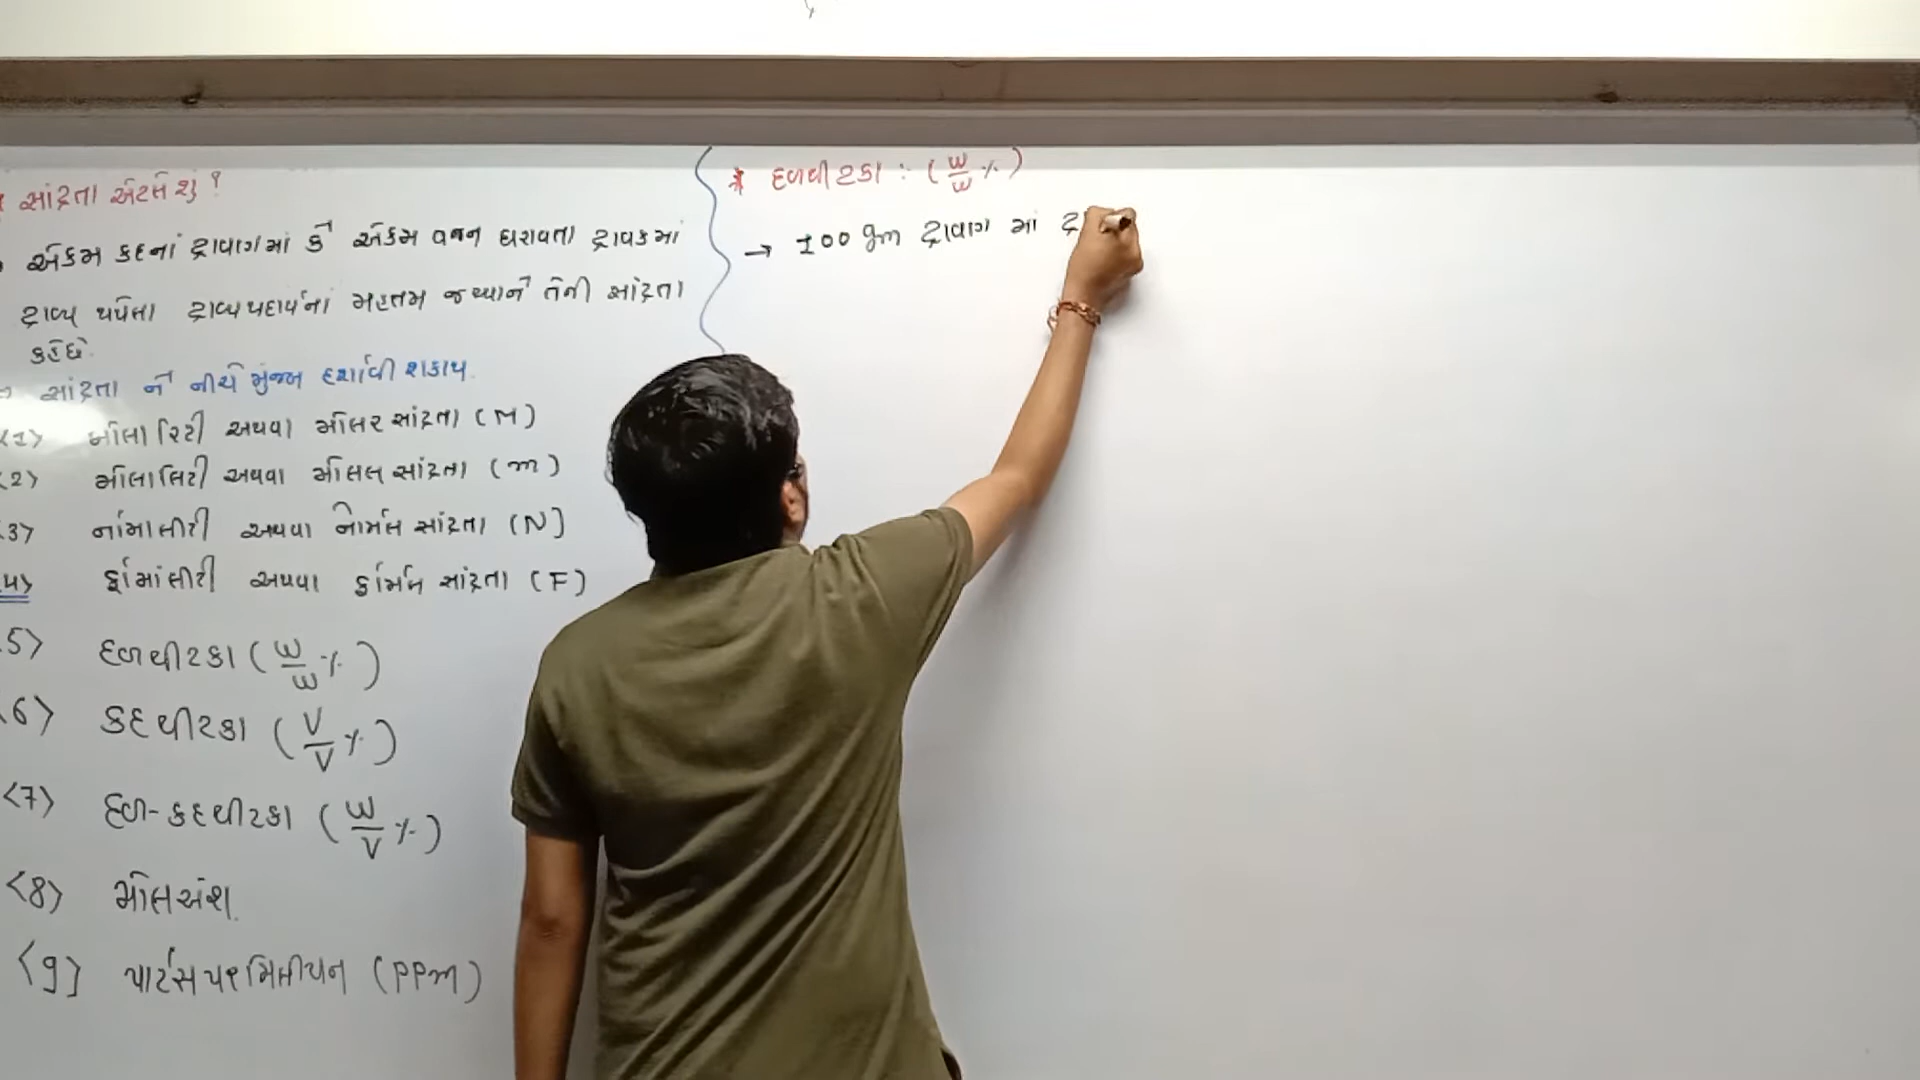 સાંદ્રતા એટલે શું ?
એકમ કદનાં દ્રાવણમાં કે એકમ વજન ધરાવતા દ્રાવકમાં
દ્રાવ્ય થયેલા દ્રાવ્યપદાર્થનાં મહતમ જથ્થાને તેની સાંદ્રતા
કહે છે.
સાંદ્રતા ને નીચે મુજબ દર્શાવી શકાય.
<1> મોલારિટી અથવા મોલર સાંદ્રતા (M)
<2> મોલાલિટી અથવા મોલલ સાંદ્રતા (m)
<3> નોર્માલીટી અથવા નોર્મલ સાંદ્રતા (N)
<4> ફોર્માલીટી અથવા ફોર્મલ સાંદ્રતા (F)
<5> દળથી ટકા (W/W %)
<6> કદથી ટકા (V/V %)
<7> દળ-કદથી ટકા (W/V %)
<8> મોલઅંશ.
<9> પાર્ટસ પર મિલીયન (PPm)
* દળથી ટકા :- (W/W %)
→ 100 gm દ્રાવણ માં